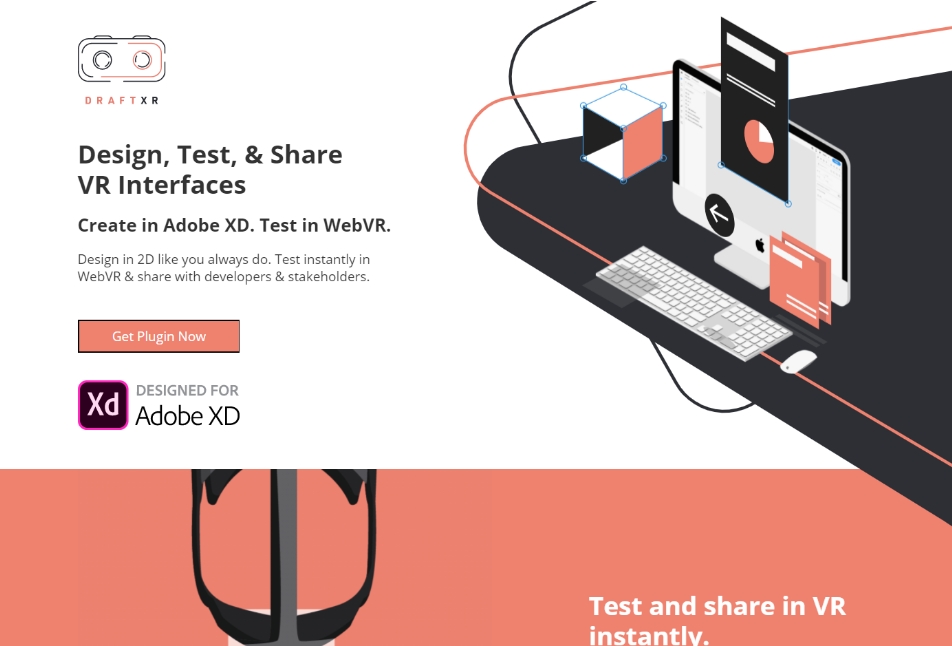 DRAFTXR
Design, Test, & Share
VR Interfaces
Create in Adobe XD. Test in WebVR.
Design in 2D like you always do. Test instantly in
WebVR & share with developers & stakeholders.
Get Plugin Now
Xd
DESIGNED FOR
Adobe XD
Test and share in VR
instantly.